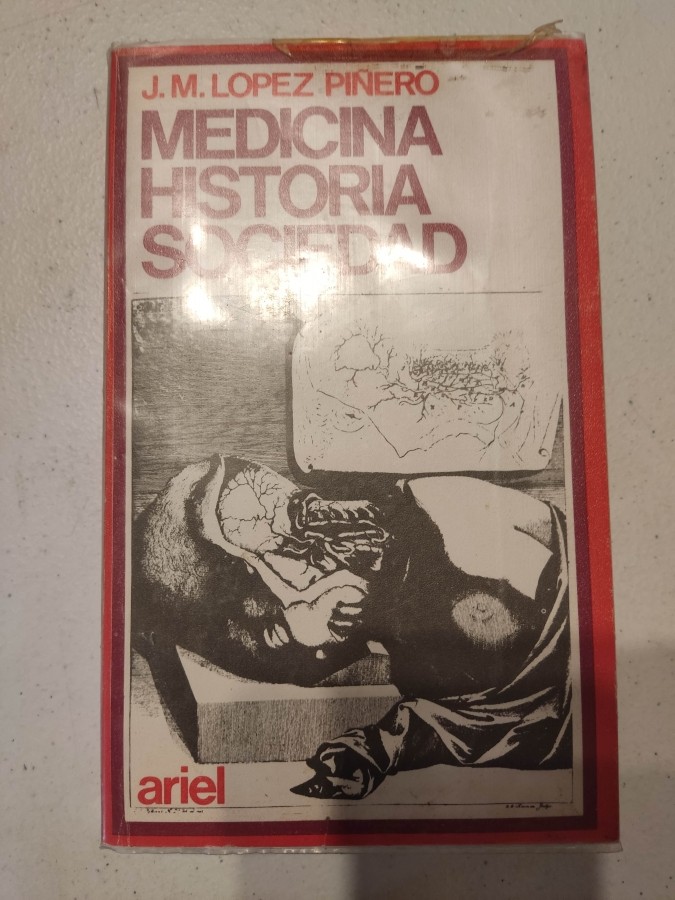 J.M.LOPEZ PIÑERO
MEDICINA
HISTORIA
SOCIEDAD
ariel